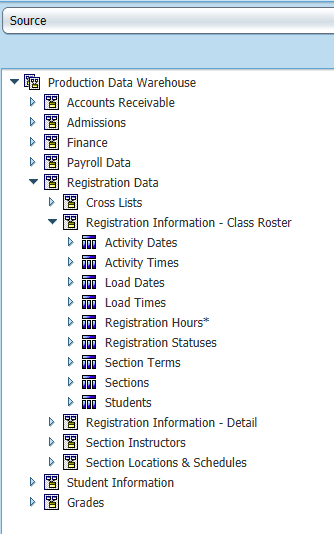 Source
Production Data Warehouse
Accounts Receivable
Admissions
Finance
Payroll Data
Registration Data
Cross Lists
Registration Information - Class Roster
Activity Dates
Activity Times
Load Dates
Load Times
Registration Hours*
Registration Statuses
Section Terms
Sections
Students
Registration Information - Detail
Section Instructors
Section Locations & Schedules
Student Information
Grades